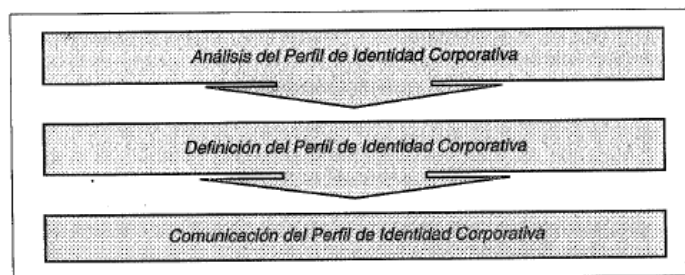 Análisis del Perfil de Identidad Corporativa
Definición del Perfil de Identidad Corporativa
Comunicación del Perfil de Identidad Corporativa